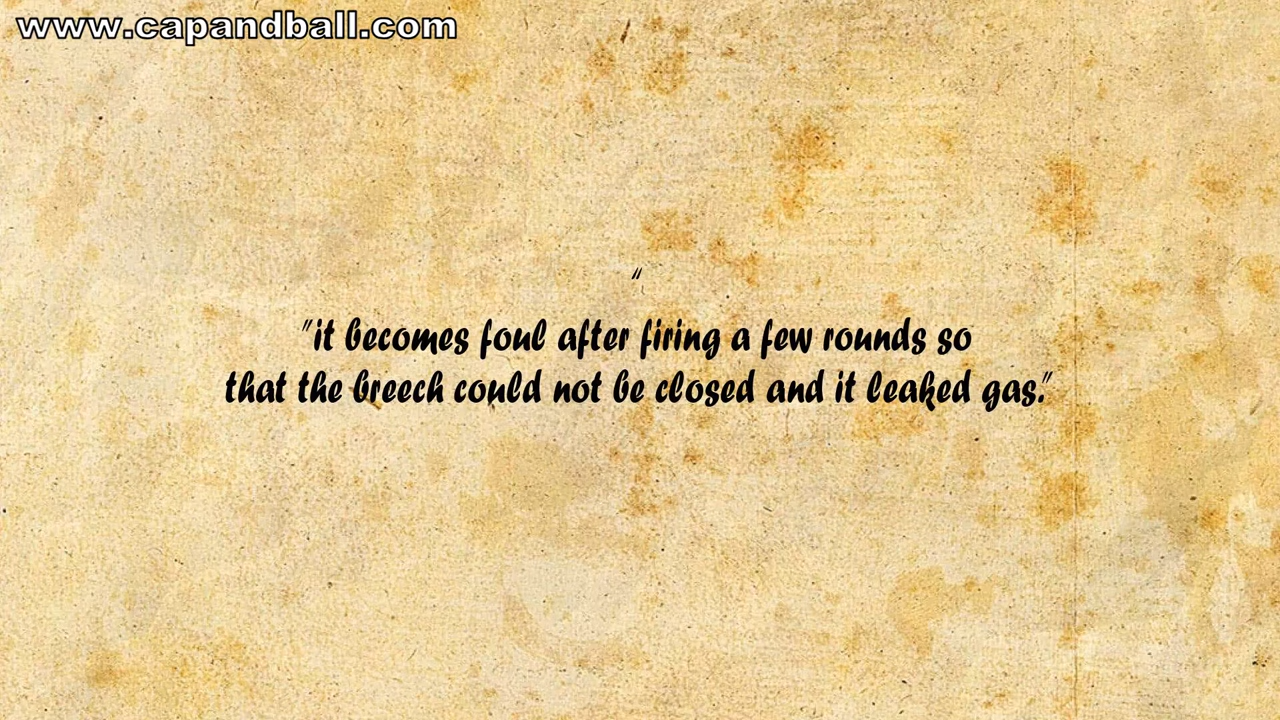 www.capandball.com
"
"it becomes foul after firing a few rounds so
that the breech could not be closed and it leaked gas."